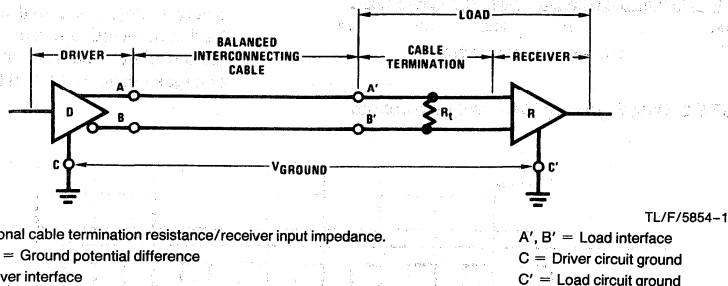 LOAD
DRIVER
BALANCED
INTERCONNECTING
CABLE
CABLE
TERMINATION
RECEIVER
A
A'
D
Rt
R
B
B'
C
VGROUND
C'
TL/F/5854–1
onal cable termination resistance/receiver input impedance.
A', B' = Load interface
= Ground potential difference
C = Driver circuit ground
ver interface
C' = Load circuit ground